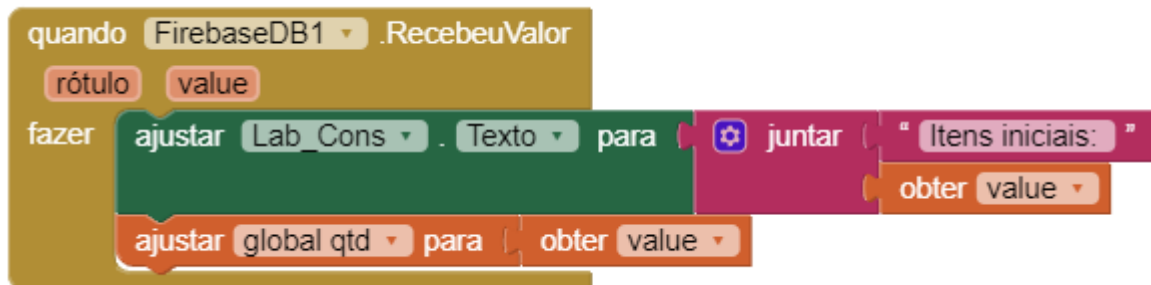 quando FirebaseDB1 .RecebeuValor
rótulo value
fazer ajustar Lab_Cons . Texto para juntar " Itens iniciais: "
obter value
ajustar global qtd para obter value